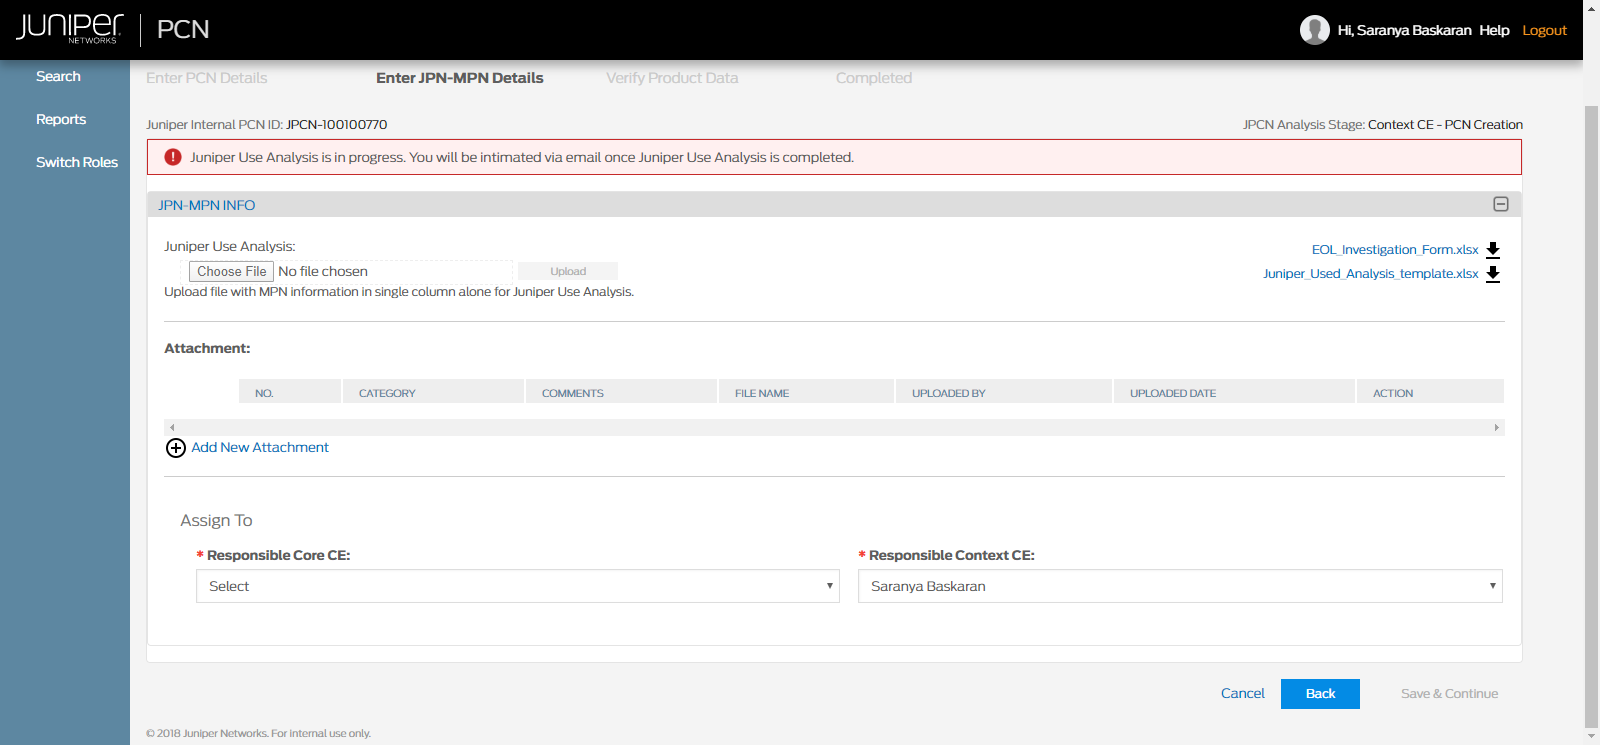 JUNIPER NETWORKS PCN Hi, Saranya Baskaran Help Logout
Search
Reports
Switch Roles
Enter PCN Details Enter JPN-MPN Details Verify Product Data Completed
Juniper Internal PCN ID: JPCN-100100770 JPCN Analysis Stage: Context CE - PCN Creation
Juniper Use Analysis is in progress. You will be intimated via email once Juniper Use Analysis is completed.
JPN-MPN INFO
Juniper Use Analysis: EOL_Investigation_Form.xlsx
Choose File No file chosen Upload Juniper_Used_Analysis_template.xlsx
Upload file with MPN information in single column alone for Juniper Use Analysis.
Attachment:
NO. CATEGORY COMMENTS FILE NAME UPLOADED BY UPLOADED DATE ACTION
Add New Attachment
Assign To
* Responsible Core CE: * Responsible Context CE:
Select Saranya Baskaran
Cancel Back Save & Continue
© 2018 Juniper Networks. For internal use only.